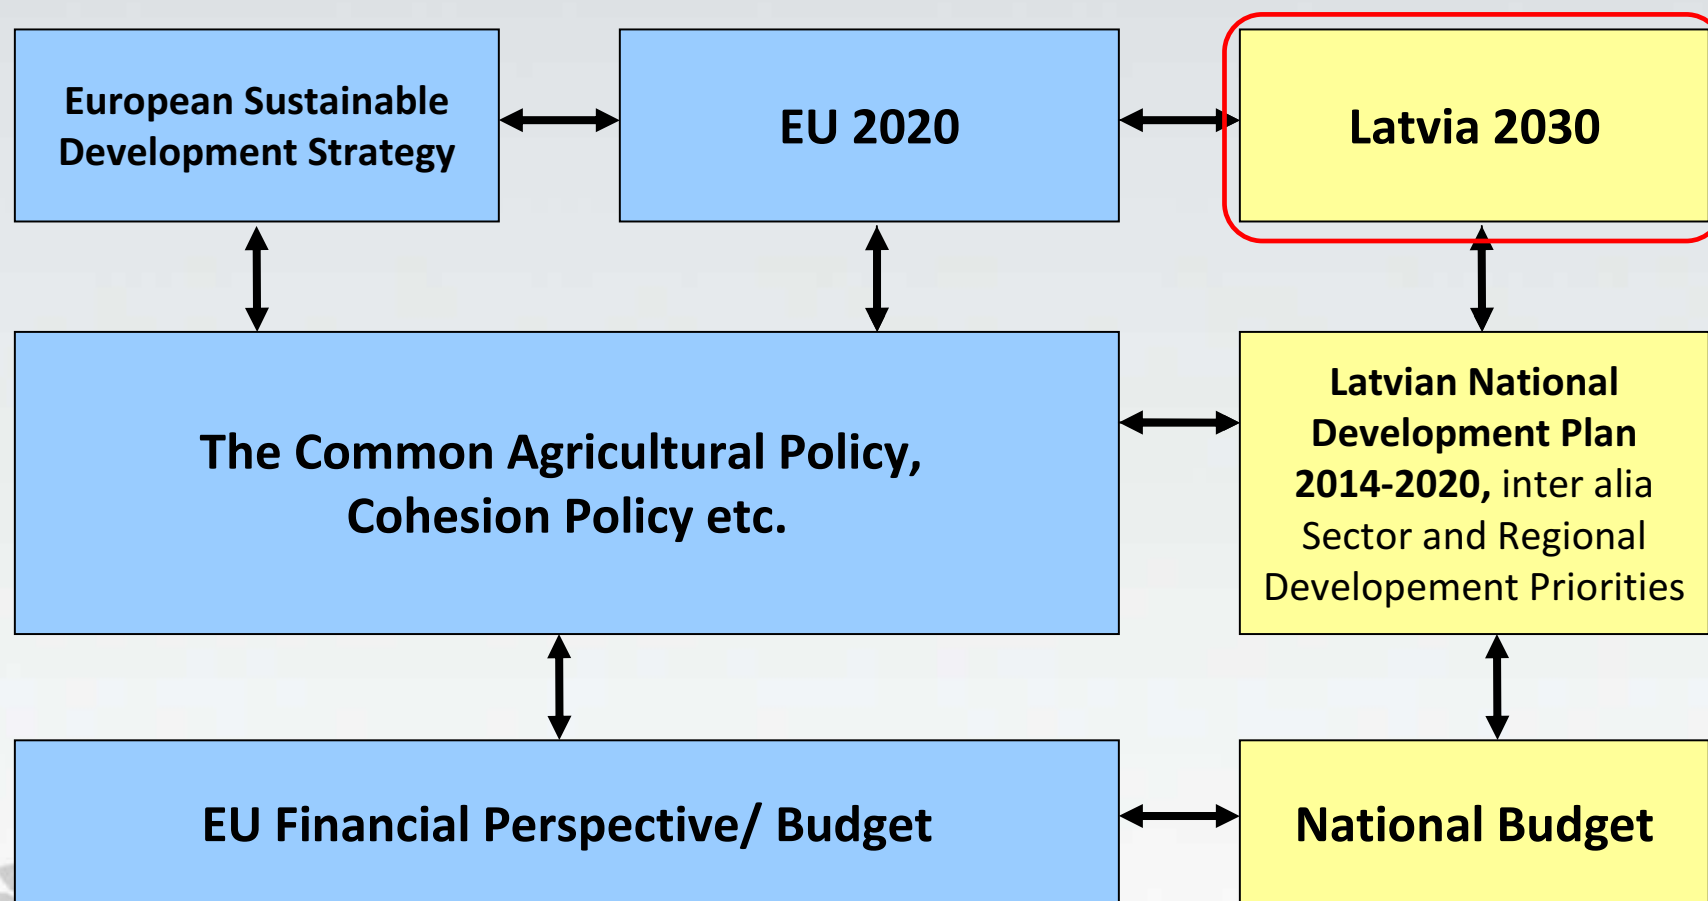 European Sustainable
Development Strategy
EU 2020
Latvia 2030
The Common Agricultural Policy,
Cohesion Policy etc.
Latvian National
Development Plan
2014-2020, inter alia
Sector and Regional
Developement Priorities
EU Financial Perspective/ Budget
National Budget